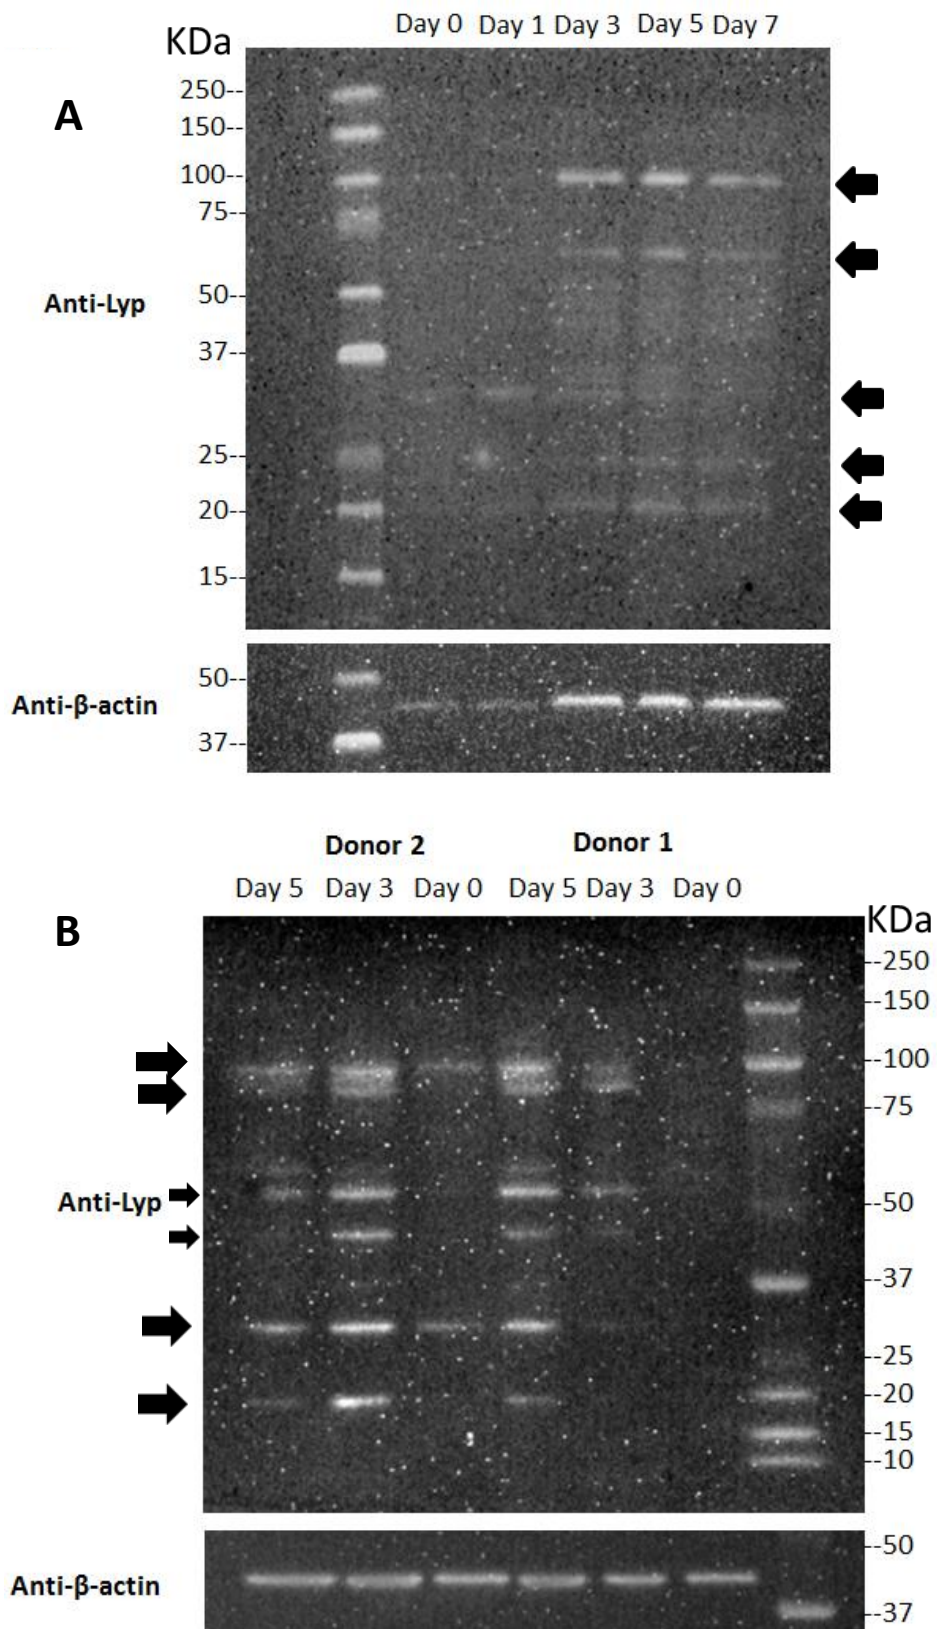 Day 0 Day 1 Day 3 Day 5 Day 7
KDa
A
250--
150--
100--
75--
50--
37--
25--
20--
15--
Anti-Lyp
50--
Anti-β-actin
37--
Donor 2 Donor 1
Day 5 Day 3 Day 0 Day 5 Day 3 Day 0
B
KDa
--250
--150
--100
--75
Anti-Lyp
--50
--37
--25
--20
--15
--10
--50
Anti-β-actin
--37